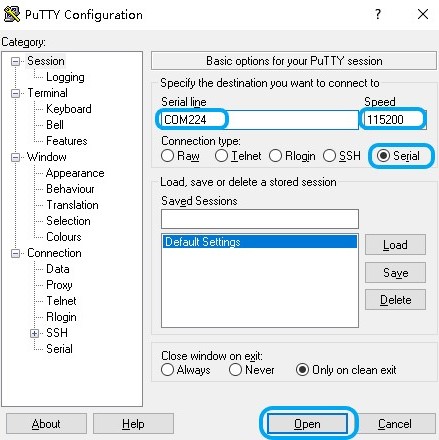 PuTTY Configuration
? X
Category:
Session
Logging
Terminal
Keyboard
Bell
Features
Window
Appearance
Behaviour
Translation
Selection
Colours
Connection
Data
Proxy
Telnet
Rlogin
SSH
Serial
Basic options for your PuTTY session
Specify the destination you want to connect to
Serial line Speed
COM224 115200
Connection type:
Raw Telnet Rlogin SSH Serial
Load, save or delete a stored session
Saved Sessions
Default Settings
Load
Save
Delete
Close window on exit:
Always Never Only on clean exit
About Help Open Cancel